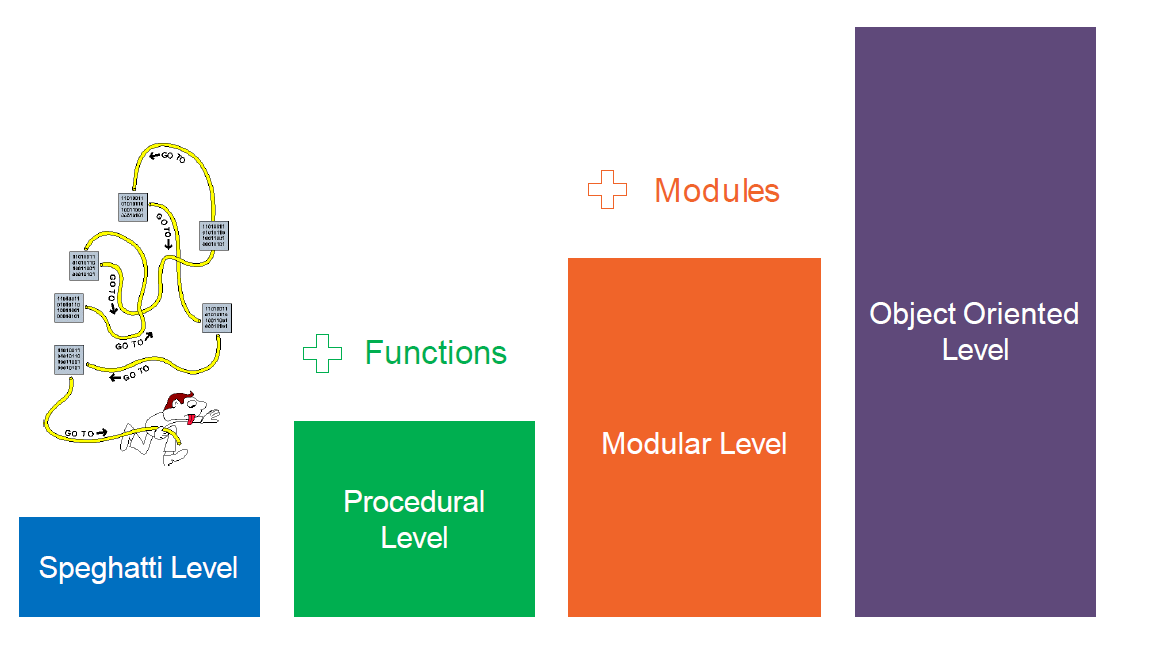 GO TO
GO TO
GO TO
GO TO
GO TO
GO TO
Modules
Functions
Object Oriented
Level
Modular Level
Procedural
Level
Speghatti Level